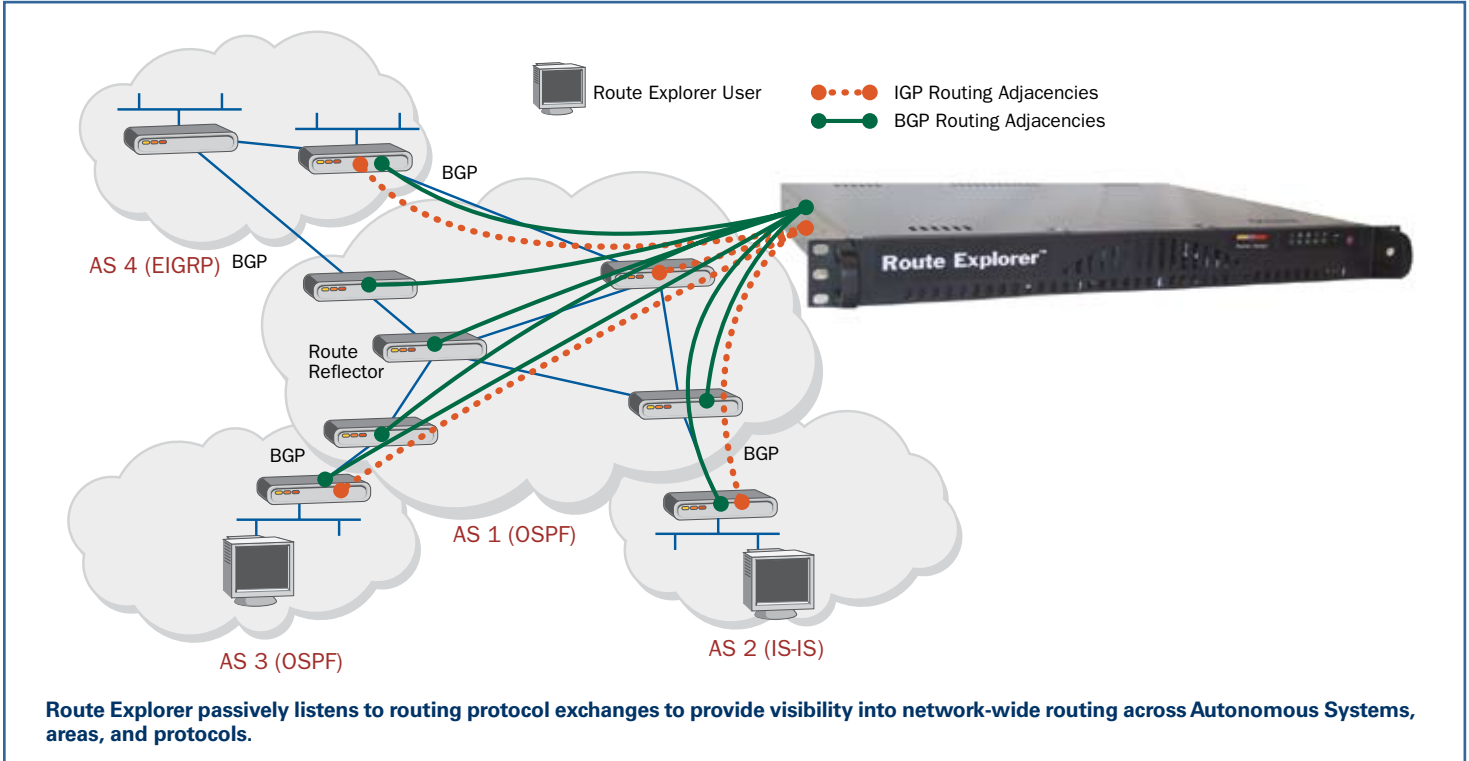 Route Explorer User
IGP Routing Adjacencies
BGP Routing Adjacencies
BGP
Route Explorer™
AS 4 (EIGRP)
BGP
Route
Reflector
BGP
BGP
AS 1 (OSPF)
AS 3 (OSPF)
AS 2 (IS-IS)
Route Explorer passively listens to routing protocol exchanges to provide visibility into network-wide routing across Autonomous Systems,
areas, and protocols.